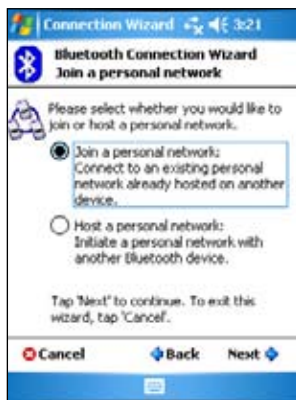 Connection Wizard 3:21
Bluetooth Connection Wizard
Join a personal network
Please select whether you would like to
join or host a personal network.
Join a personal network:
Connect to an existing personal
network already hosted on another
device.
Host a personal network:
Initiate a personal network with
another Bluetooth device.
Tap 'Next' to continue. To exit this
wizard, tap 'Cancel'.
Cancel Back Next